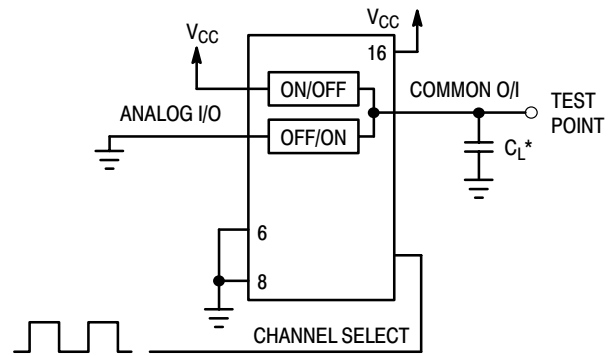 VCC
VCC
16
ON/OFF
COMMON O/I
TEST
POINT
ANALOG I/O
OFF/ON
CL*
6
8
CHANNEL SELECT